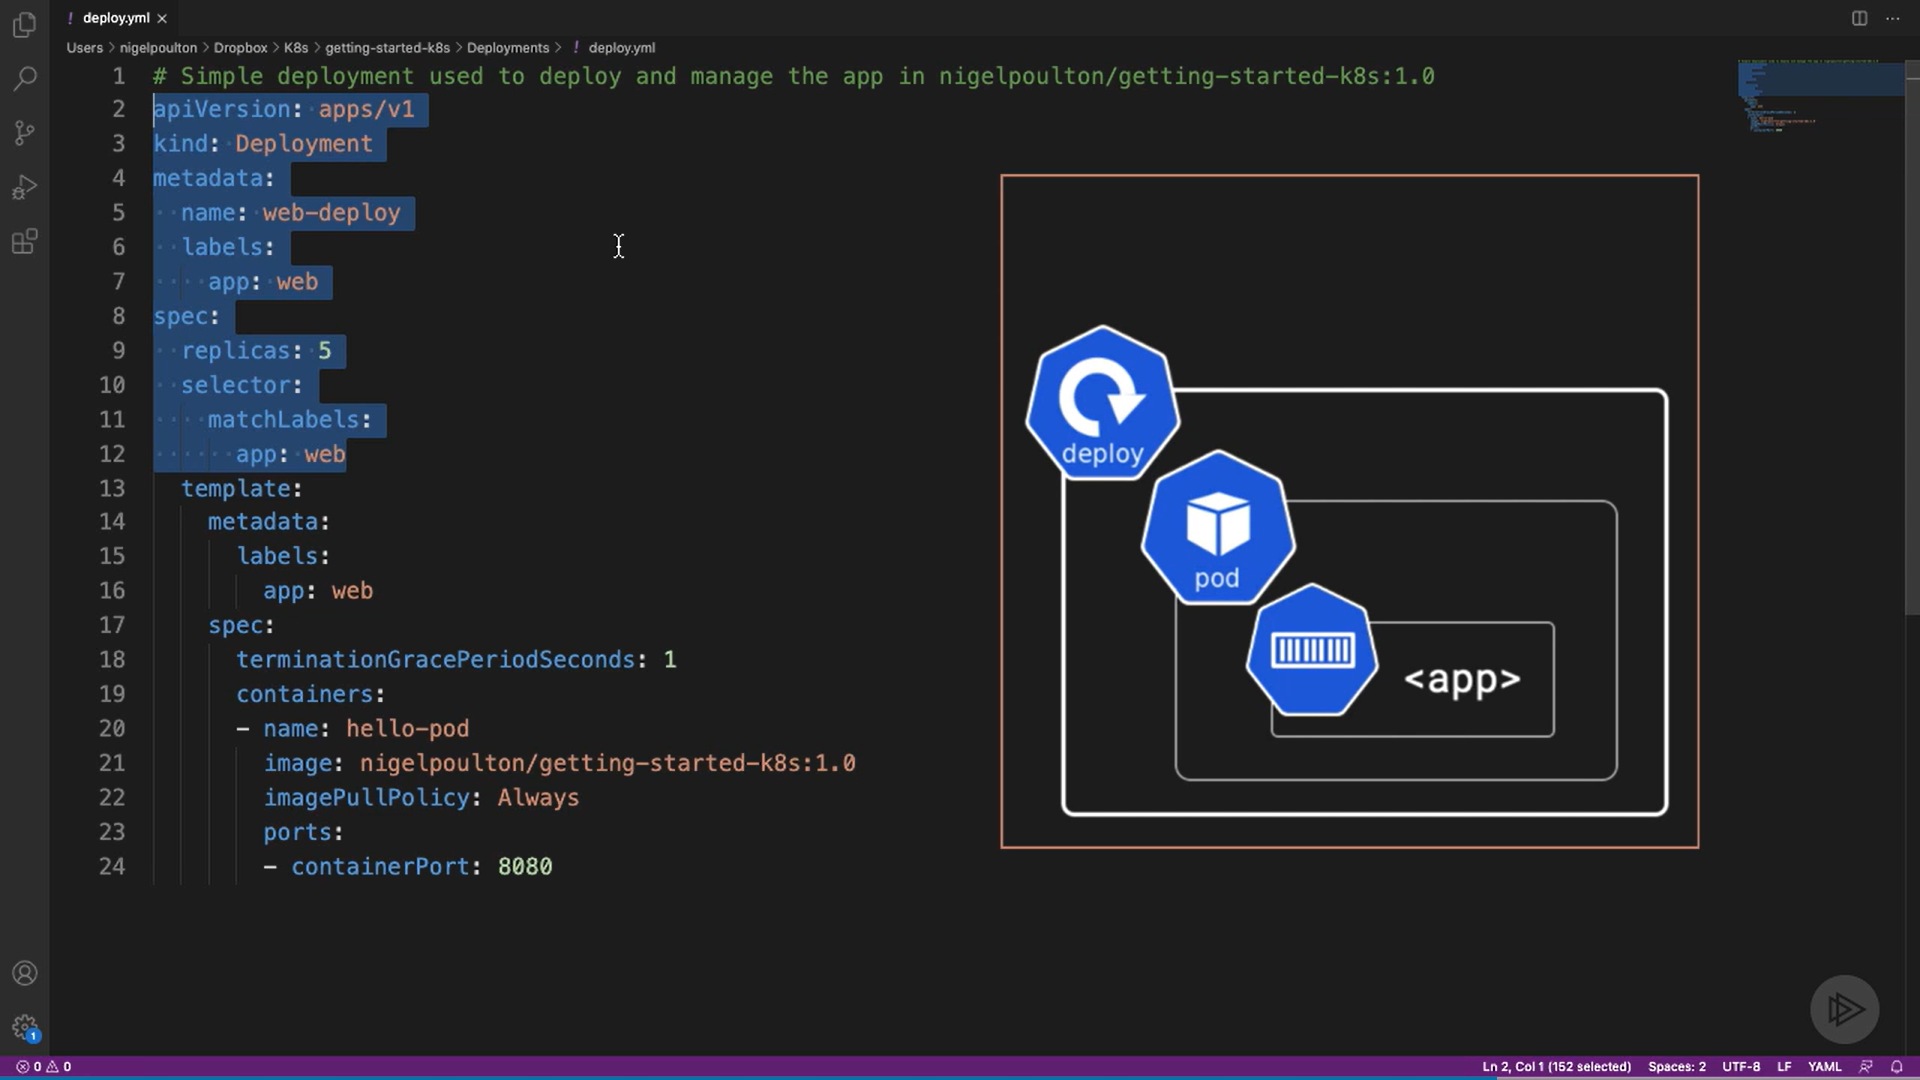 deploy.yml
Users > nigelpoulton > Dropbox > K8s > getting-started-k8s > Deployments > ! deploy.yml
1 # Simple deployment used to deploy and manage the app in nigelpoulton/getting-started-k8s:1.0
2 apiVersion: apps/v1
3 kind: Deployment
4 metadata:
5   name: web-deploy
6   labels:
7     app: web
8 spec:
9   replicas: 5
10   selector:
11     matchLabels:
12       app: web
13   template:
14     metadata:
15       labels:
16         app: web
17     spec:
18       terminationGracePeriodSeconds: 1
19       containers:
20       - name: hello-pod
21         image: nigelpoulton/getting-started-k8s:1.0
22         imagePullPolicy: Always
23         ports:
24         - containerPort: 8080
deploy
pod
<app>
1
0 0
Ln 2, Col 1 (152 selected) Spaces: 2 UTF-8 LF YAML